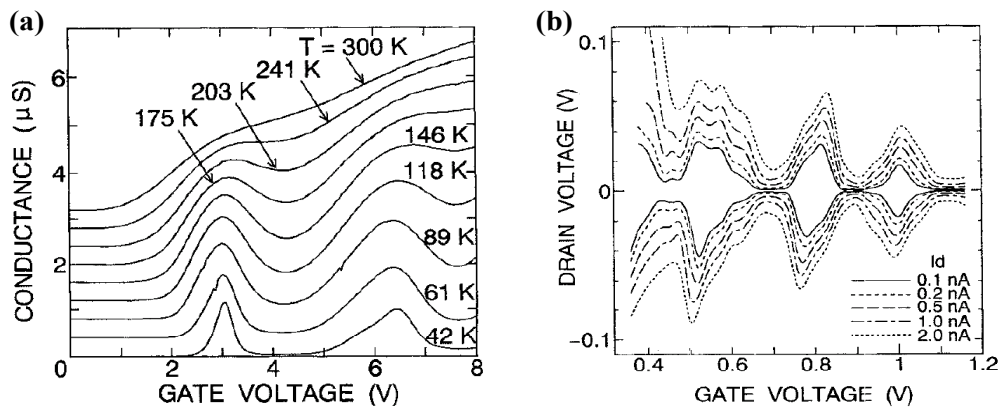 (a)
CONDUCTANCE (μS)
6
4
2
0
T = 300 K
241 K
203 K
175 K
146 K
118 K
89 K
61 K
42 K
0 2 4 6 8
GATE VOLTAGE (V)
(b)
DRAIN VOLTAGE (V)
0.1
0
−0.1
Id
0.1 nA
0.2 nA
0.5 nA
1.0 nA
2.0 nA
0.4 0.6 0.8 1 1.2
GATE VOLTAGE (V)